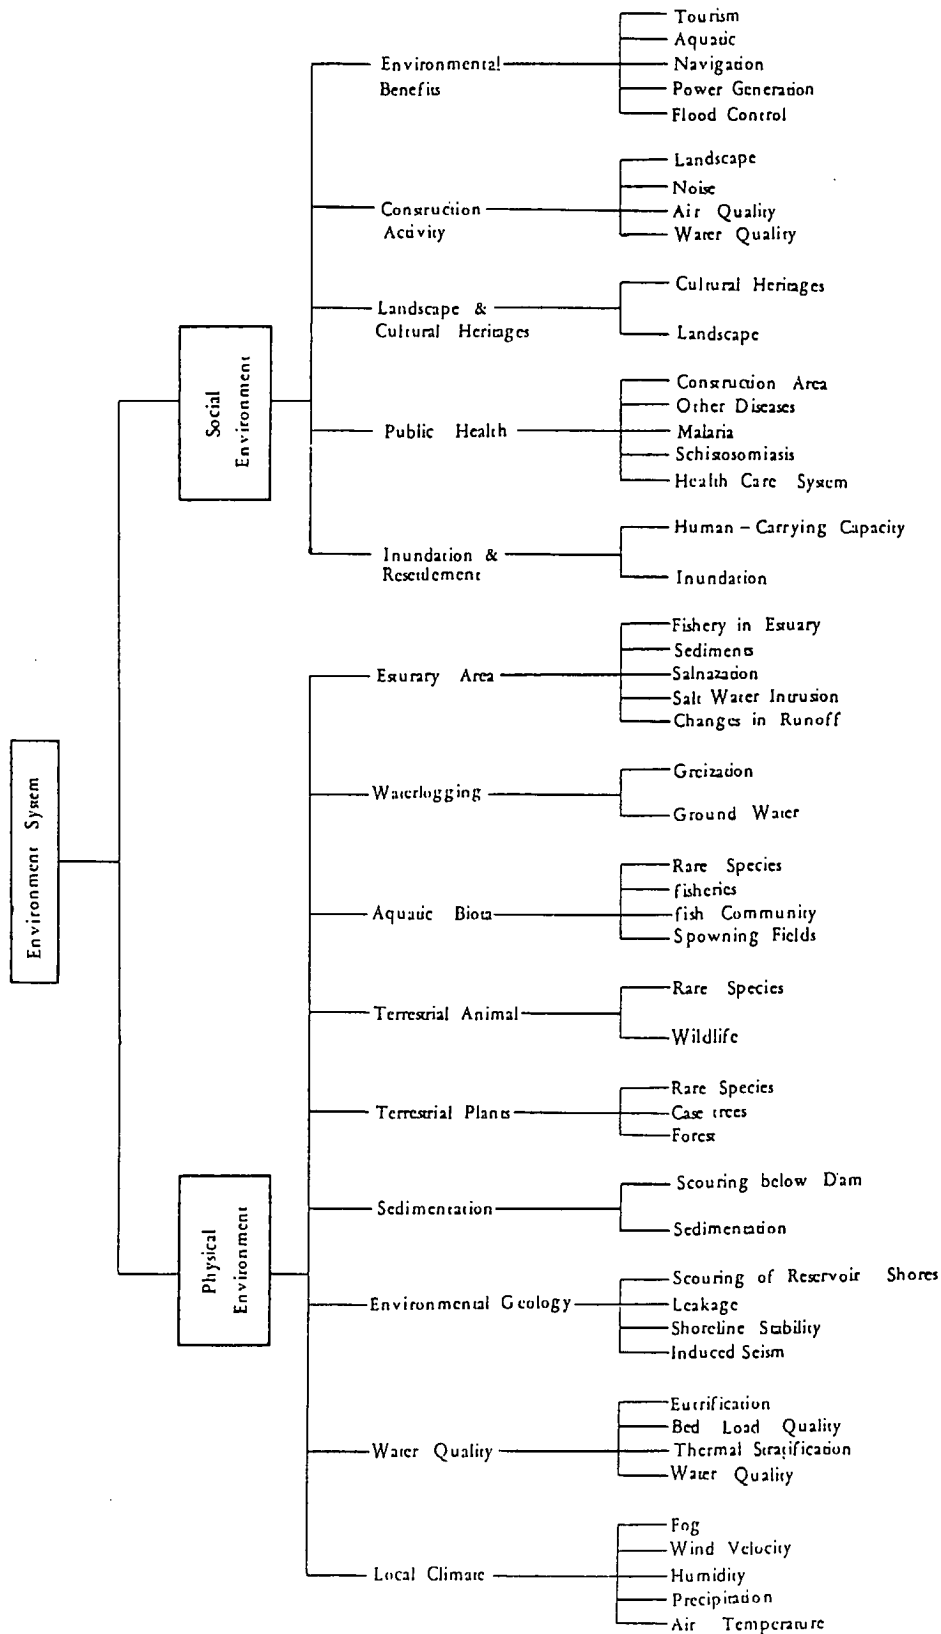 Environment System
Social
Environment
Physical
Environment
Environmental
Benefits
Tourism
Aquatic
Navigation
Power Generation
Flood Control
Construction
Activity
Landscape
Noise
Air Quality
Water Quality
Landscape &
Cultural Heritages
Cultural Heritages
Landscape
Public Health
Construction Area
Other Diseases
Malaria
Schistosomiasis
Health Care System
Inundation &
Resettlement
Human - Carrying Capacity
Inundation
Esturary Area
Fishery in Estuary
Sediments
Salnazation
Salt Water Intrusion
Changes in Runoff
Waterlogging
Greization
Ground Water
Aquatic Biota
Rare Species
fisheries
fish Community
Spowning Fields
Terrestrial Animal
Rare Species
Wildlife
Terrestrial Plants
Rare Species
Case trees
Forest
Sedimentation
Scouring below Dam
Sedimentation
Environmental Geology
Scouring of Reservoir Shores
Leakage
Shoreline Stability
Induced Seism
Water Quality
Eutrification
Bed Load Quality
Thermal Stratification
Water Quality
Local Climate
Fog
Wind Velocity
Humidity
Precipitation
Air Temperature